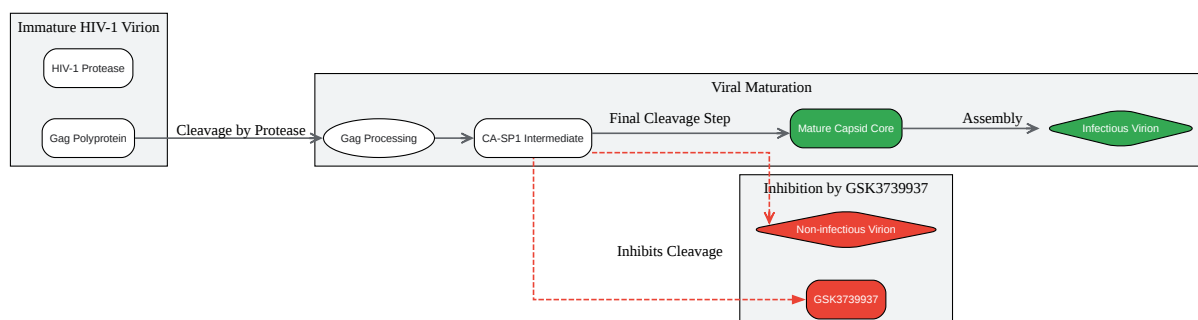 Immature HIV-1 Virion
HIV-1 Protease
Gag Polyprotein
Cleavage by Protease
Viral Maturation
Gag Processing
CA-SP1 Intermediate
Final Cleavage Step
Mature Capsid Core
Assembly
Infectious Virion
Inhibition by GSK3739937
Non-infectious Virion
Inhibits Cleavage
GSK3739937